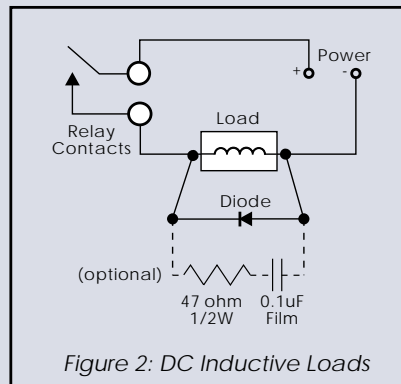 Power
+ -
Relay
Contacts
Load
Diode
(optional)
47 ohm
1/2W
0.1uF
Film
Figure 2: DC Inductive Loads